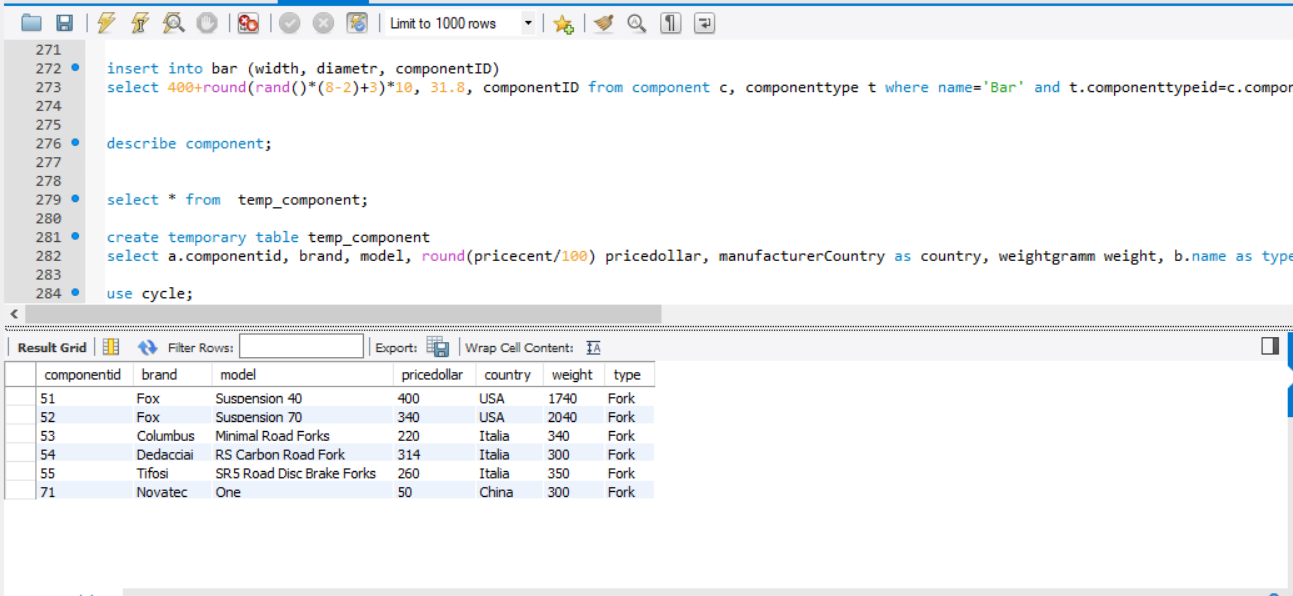 Limit to 1000 rows
271
272 insert into bar (width, diametr, componentID)
273 select 400+round(rand()*(8-2)+3)*10, 31.8, componentID from component c, componenttype t where name='Bar' and t.componenttypeid=c.compor
274
275
276 describe component;
277
278
279 select * from temp_component;
280
281 create temporary table temp_component
282 select a.componentid, brand, model, round(pricecent/100) pricedollar, manufacturerCountry as country, weightgramm weight, b.name as type
283
284 use cycle;
Result Grid Filter Rows: Export: Wrap Cell Content: IA
componentid brand model pricedollar country weight type
51 Fox Suspension 40 400 USA 1740 Fork
52 Fox Suspension 70 340 USA 2040 Fork
53 Columbus Minimal Road Forks 220 Italia 340 Fork
54 Dedacciai RS Carbon Road Fork 314 Italia 300 Fork
55 Tifosi SR5 Road Disc Brake Forks 260 Italia 350 Fork
71 Novatec One 50 China 300 Fork